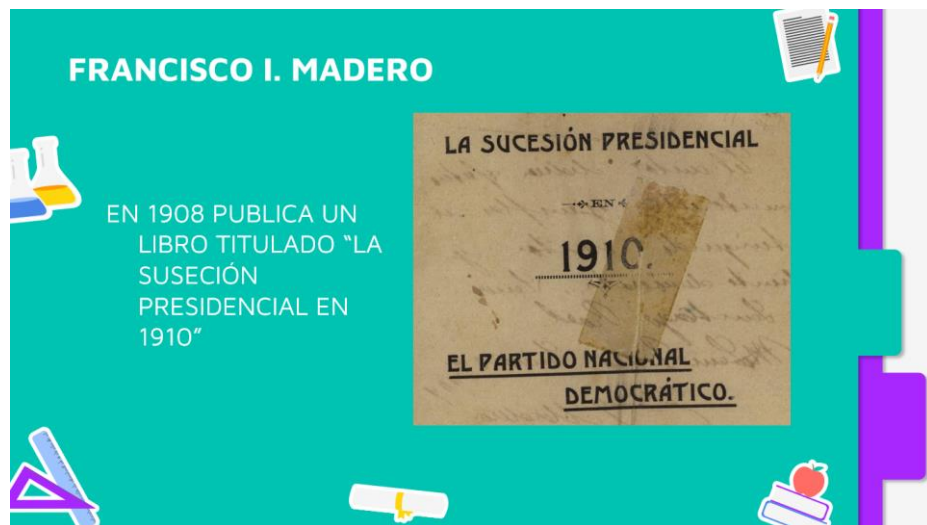 FRANCISCO I. MADERO
EN 1908 PUBLICA UN
LIBRO TITULADO “LA
SUSECIÓN
PRESIDENCIAL EN
1910”
LA SUCESIÓN PRESIDENCIAL
EN
1910.
EL PARTIDO NACIONAL
DEMOCRÁTICO.